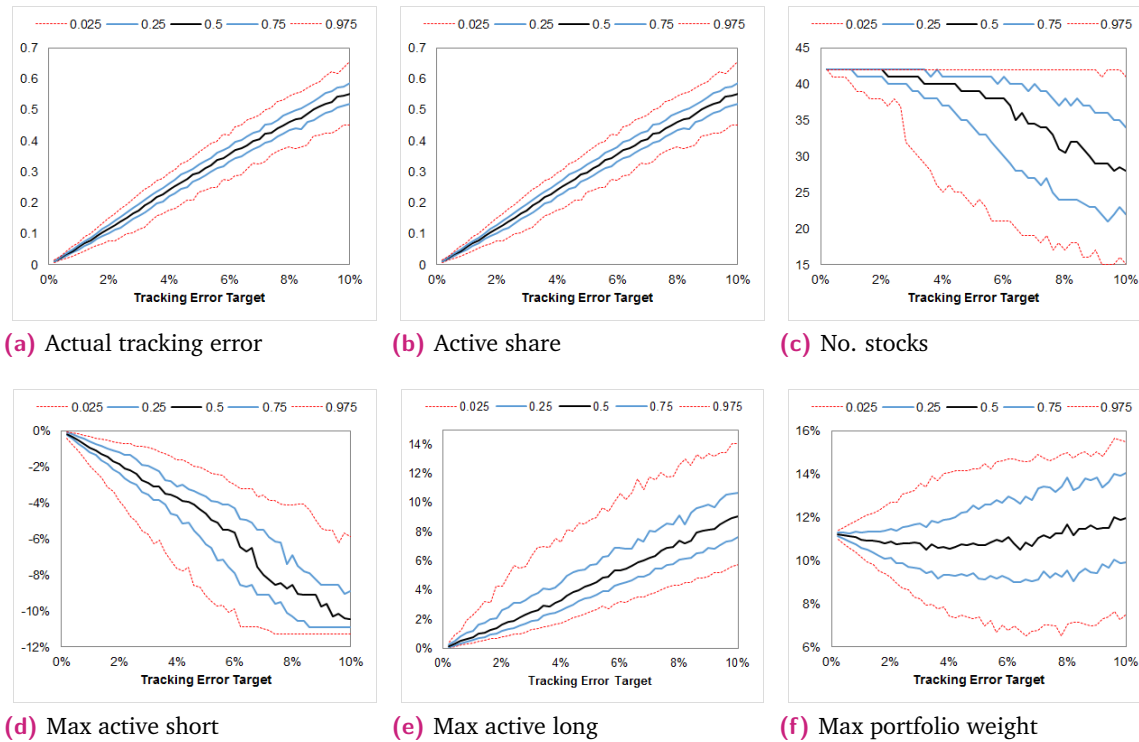 0.025 0.25 0.5 0.75 0.975
0.7
0.6
0.5
0.4
0.3
0.2
0.1
0
0% 2% 4% 6% 8% 10%
Tracking Error Target
(a) Actual tracking error
0.025 0.25 0.5 0.75 0.975
0.7
0.6
0.5
0.4
0.3
0.2
0.1
0
0% 2% 4% 6% 8% 10%
Tracking Error Target
(b) Active share
0.025 0.25 0.5 0.75 0.975
45
40
35
30
25
20
15
0% 2% 4% 6% 8% 10%
Tracking Error Target
(c) No. stocks
0.025 0.25 0.5 0.75 0.975
0%
-2%
-4%
-6%
-8%
-10%
-12%
0% 2% 4% 6% 8% 10%
Tracking Error Target
(d) Max active short
0.025 0.25 0.5 0.75 0.975
14%
12%
10%
8%
6%
4%
2%
0%
0% 2% 4% 6% 8% 10%
Tracking Error Target
(e) Max active long
0.025 0.25 0.5 0.75 0.975
16%
14%
12%
10%
8%
6%
0% 2% 4% 6% 8% 10%
Tracking Error Target
(f) Max portfolio weight